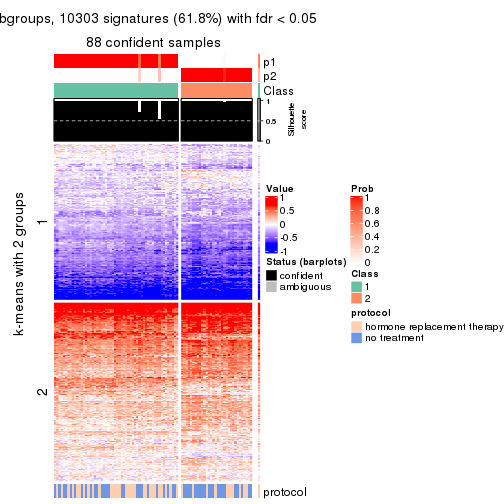 bgroups, 10303 signatures (61.8%) with fdr < 0.05
88 confident samples
p1
p2
Class
1
0.5
0
Silhouette
score
k-means with 2 groups
1
2
protocol
Value
1
0.5
0
-0.5
-1
Status (barplots)
confident
ambiguous
Prob
1
0.8
0.6
0.4
0.2
0
Class
1
2
protocol
hormone replacement therapy
no treatment